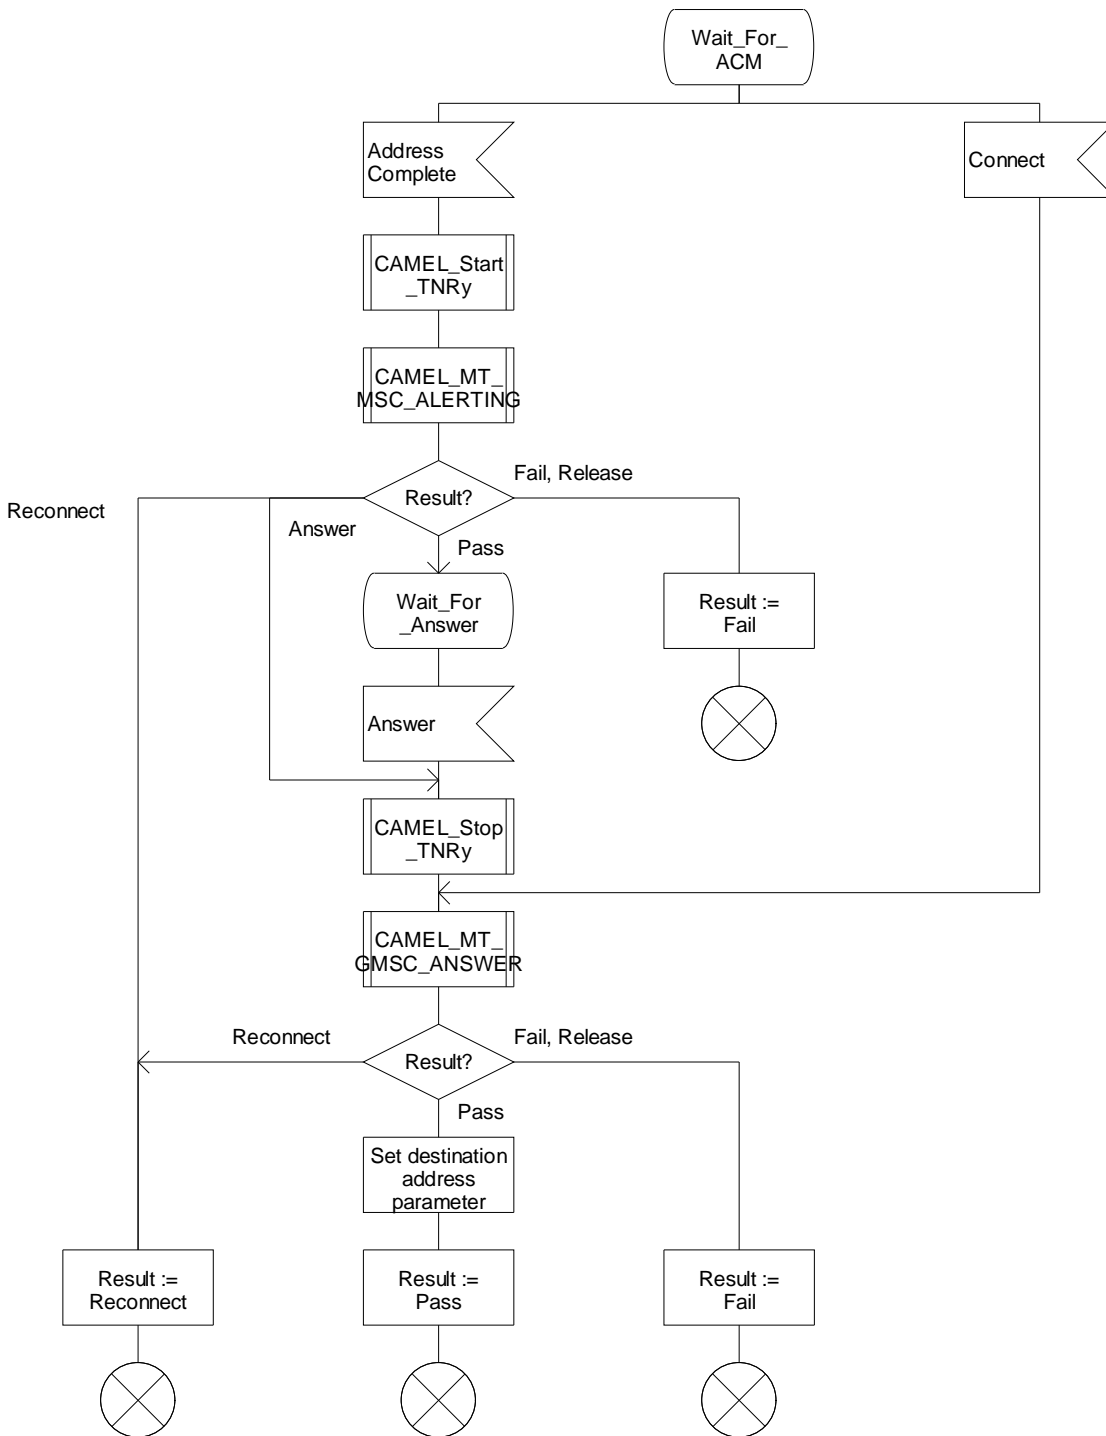 Wait_For_
ACM
Address
Complete
Connect
CAMEL_Start
_TNRy
CAMEL_MT_
MSC_ALERTING
Fail, Release
Result?
Reconnect
Answer
Pass
Wait_For
_Answer
Result :=
Fail
Answer
CAMEL_Stop
_TNRy
CAMEL_MT_
GMSC_ANSWER
Reconnect
Fail, Release
Result?
Pass
Set destination
address
parameter
Result :=
Reconnect
Result :=
Pass
Result :=
Fail